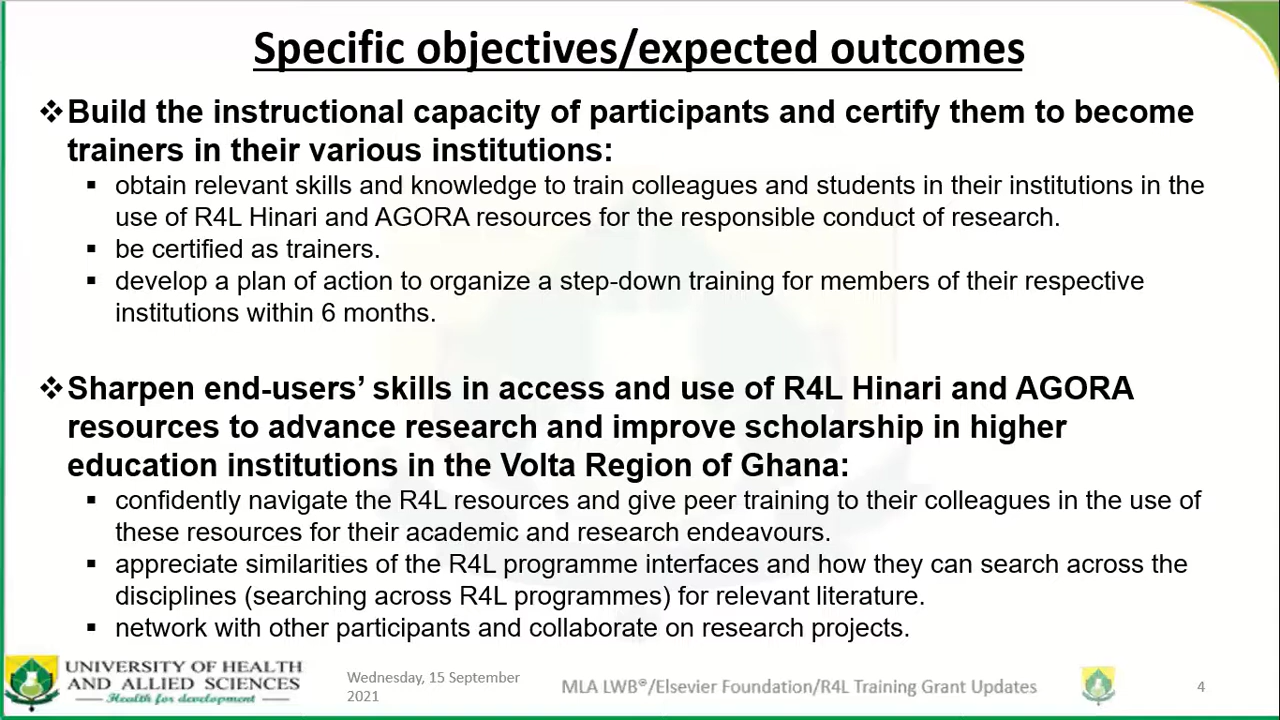 Specific objectives/expected outcomes
❖Build the instructional capacity of participants and certify them to become
trainers in their various institutions:
▪ obtain relevant skills and knowledge to train colleagues and students in their institutions in the
use of R4L Hinari and AGORA resources for the responsible conduct of research.
▪ be certified as trainers.
▪ develop a plan of action to organize a step-down training for members of their respective
institutions within 6 months.
❖Sharpen end-users’ skills in access and use of R4L Hinari and AGORA
resources to advance research and improve scholarship in higher
education institutions in the Volta Region of Ghana:
▪ confidently navigate the R4L resources and give peer training to their colleagues in the use of
these resources for their academic and research endeavours.
▪ appreciate similarities of the R4L programme interfaces and how they can search across the
disciplines (searching across R4L programmes) for relevant literature.
▪ network with other participants and collaborate on research projects.
UNIVERSITY OF HEALTH
AND ALLIED SCIENCES
Health for development
Wednesday, 15 September
2021
MLA LWB®/Elsevier Foundation/R4L Training Grant Updates
4